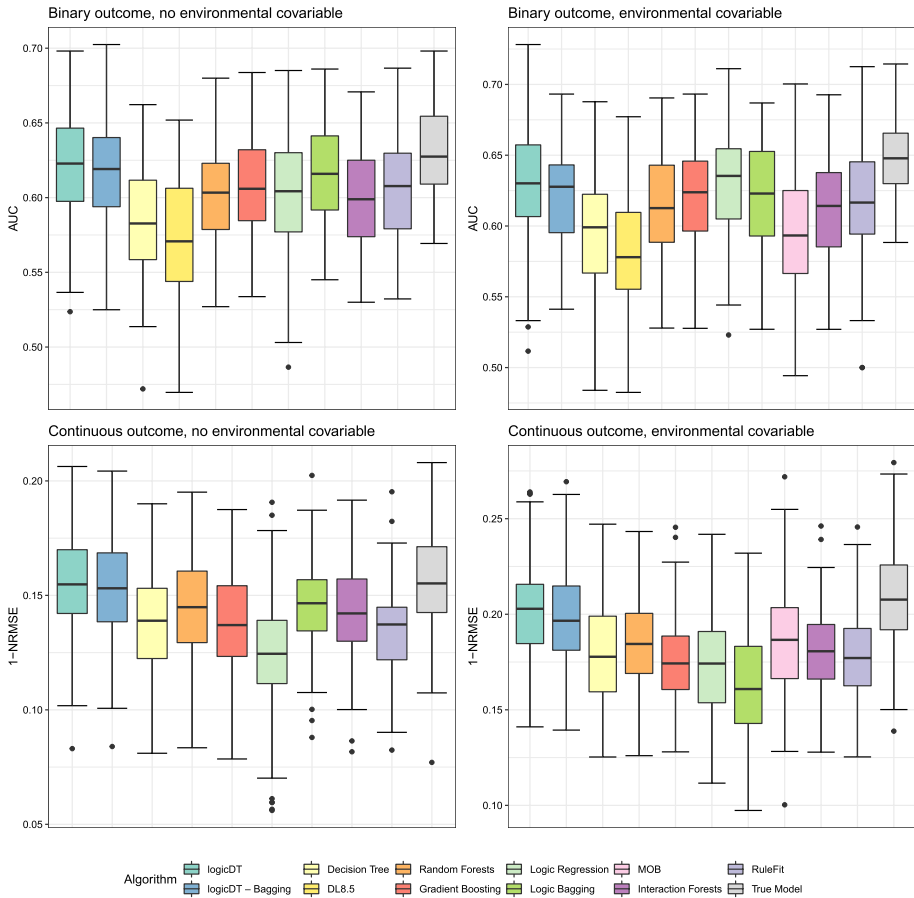 Binary outcome, no environmental covariable
Binary outcome, environmental covariable
0.70
0.65
0.60
0.55
0.50
AUC
0.70
0.65
0.60
0.55
0.50
AUC
Continuous outcome, no environmental covariable
Continuous outcome, environmental covariable
0.20
0.15
0.10
0.05
1−NRMSE
0.25
0.20
0.15
0.10
1−NRMSE
Algorithm
logicDT
Decision Tree
Random Forests
Logic Regression
MOB
RuleFit
logicDT – Bagging
DL8.5
Gradient Boosting
Logic Bagging
Interaction Forests
True Model